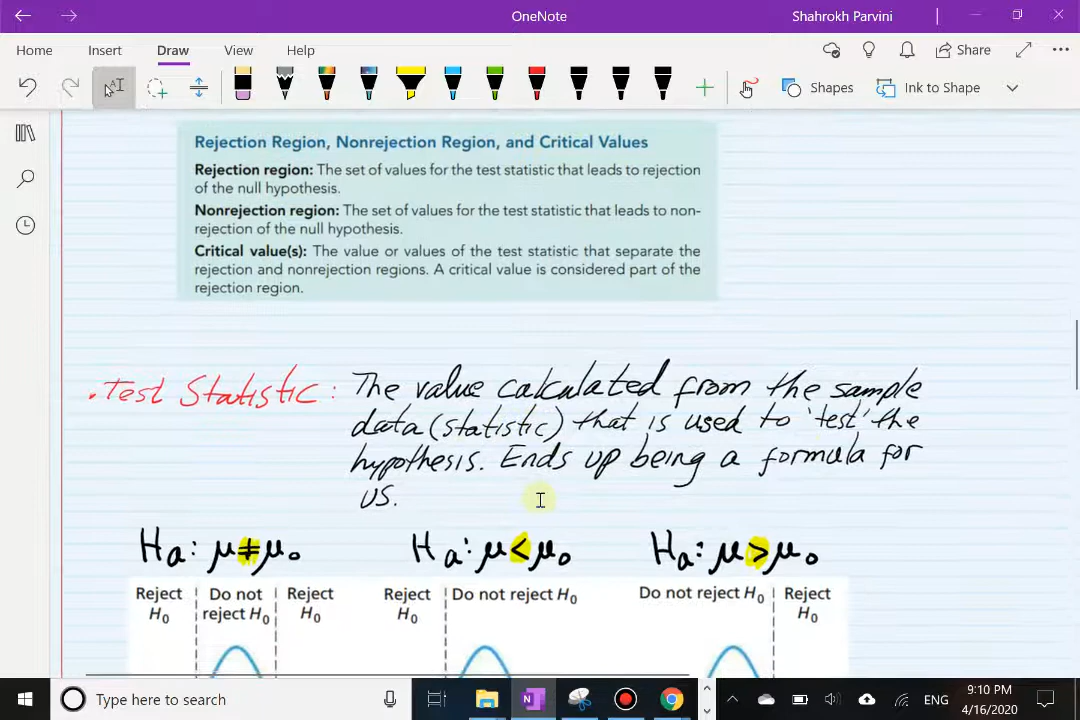 OneNote
Shahrokh Parvini
Home Insert Draw View Help
Share
Shapes
Ink to Shape
Rejection Region, Nonrejection Region, and Critical Values
Rejection region: The set of values for the test statistic that leads to rejection
of the null hypothesis.
Nonrejection region: The set of values for the test statistic that leads to non-
rejection of the null hypothesis.
Critical value(s): The value or values of the test statistic that separate the
rejection and nonrejection regions. A critical value is considered part of the
rejection region.
. Test Statistic : The value calculated from the sample
data (statistic) that is used to 'test' the
hypothesis. Ends up being a formula for
us.
Ha: μ≠μ₀ Ha: μ<μ₀ Ha: μ>μ₀
Reject Do not Reject Reject Do not reject H0 Do not reject H0 Reject
H0 reject H0 H0 H0 H0
Type here to search
ENG
9:10 PM
4/16/2020